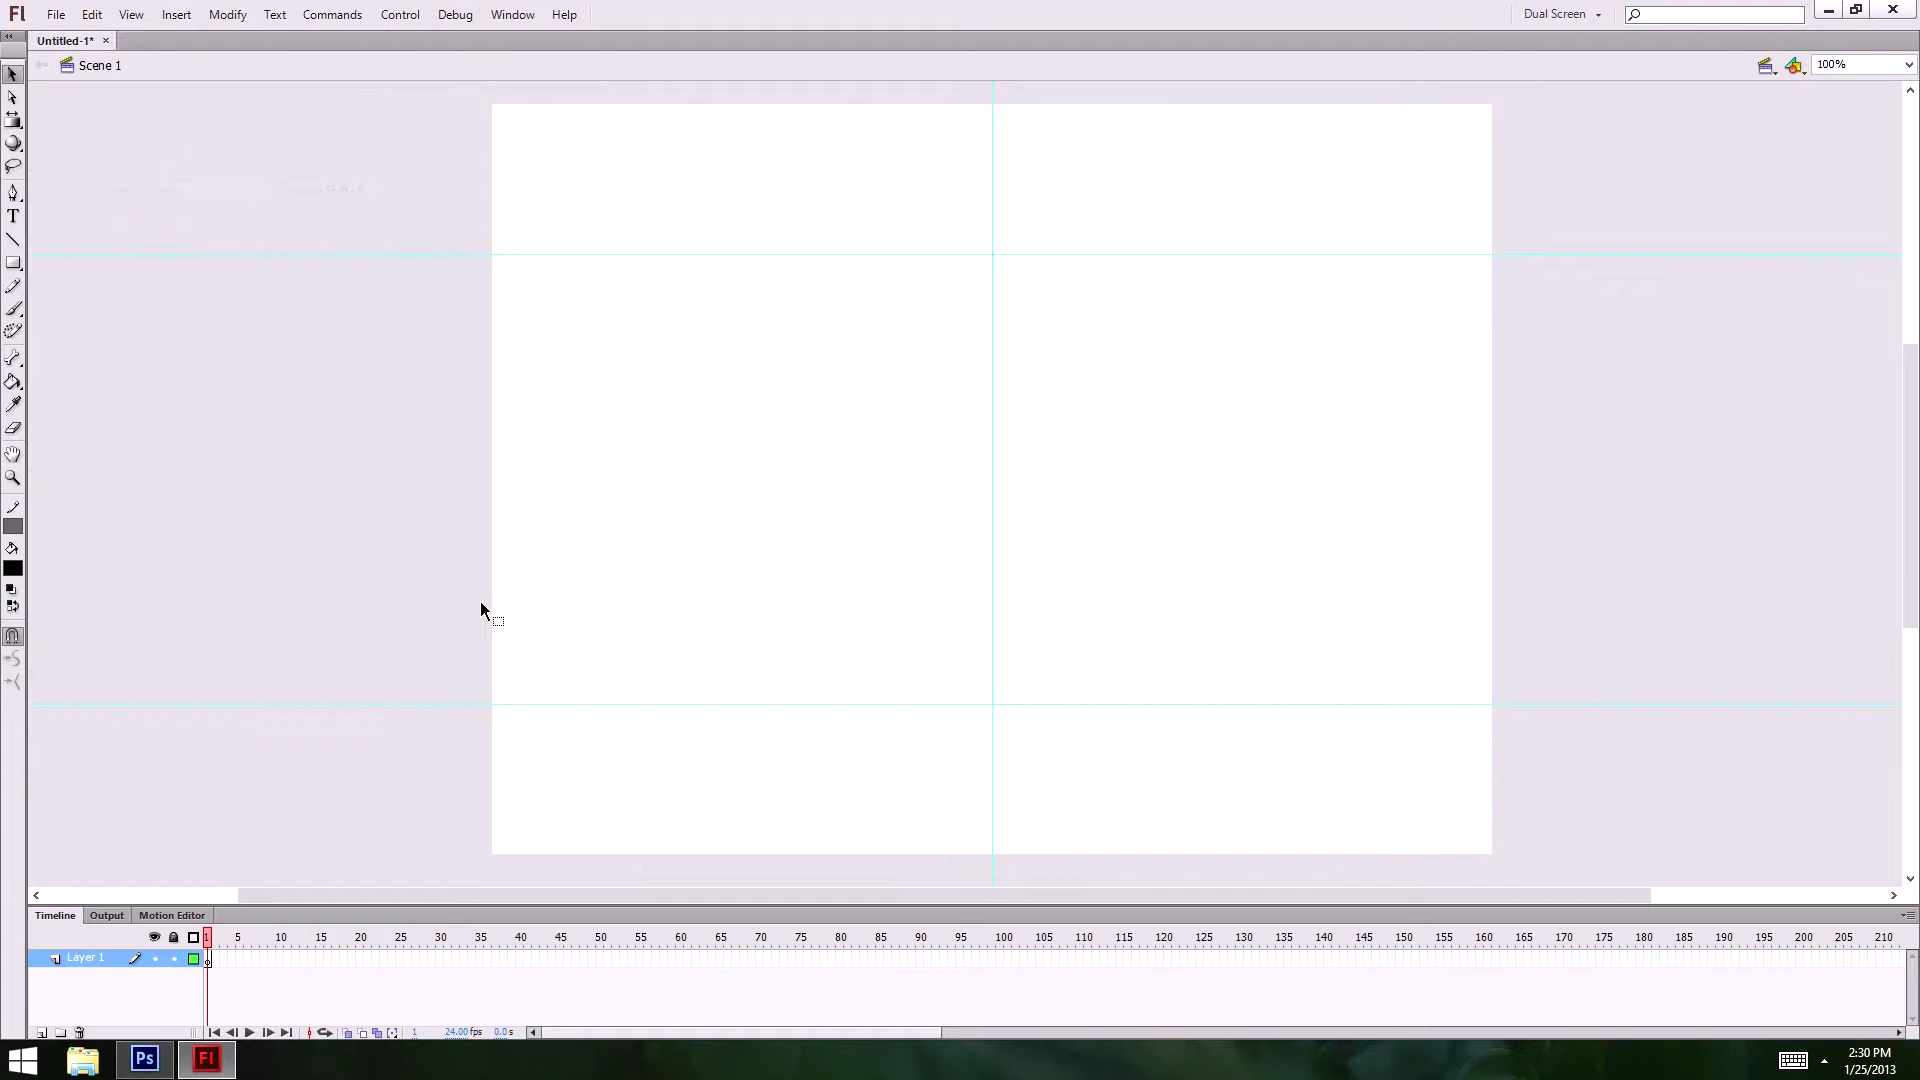 Fl File Edit View Insert Modify Text Commands Control Debug Window Help Dual Screen
Untitled-1* ×
Scene 1 100%
T
Timeline Output Motion Editor
1 5 10 15 20 25 30 35 40 45 50 55 60 65 70 75 80 85 90 95 100 105 110 115 120 125 130 135 140 145 150 155 160 165 170 175 180 185 190 195 200 205 210
Layer 1
1 24.00 fps 0.0 s
Ps Fl 2:30 PM
1/25/2013